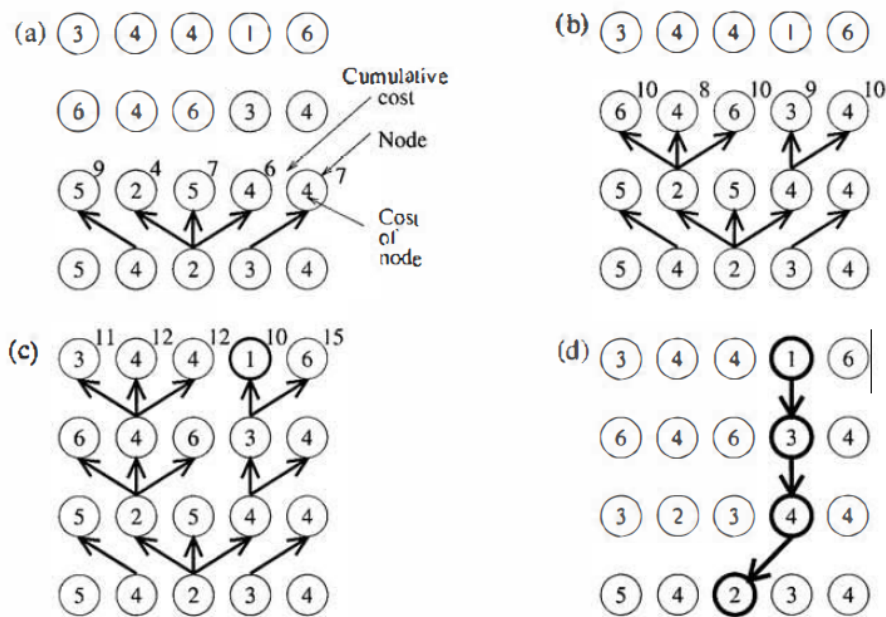 (a) 3 4 4 1 6
6 4 6 3 4
Cumulative
cost
Node
9 4 7 6 7
5 2 5 4 4
Cost
of
node
5 4 2 3 4
(b) 3 4 4 1 6
10 8 10 9 10
6 4 6 3 4
5 2 5 4 4
5 4 2 3 4
(c) 11 12 12 10 15
3 4 4 1 6
6 4 6 3 4
5 2 5 4 4
5 4 2 3 4
(d) 3 4 4 1 6
6 4 6 3 4
3 2 3 4 4
5 4 2 3 4